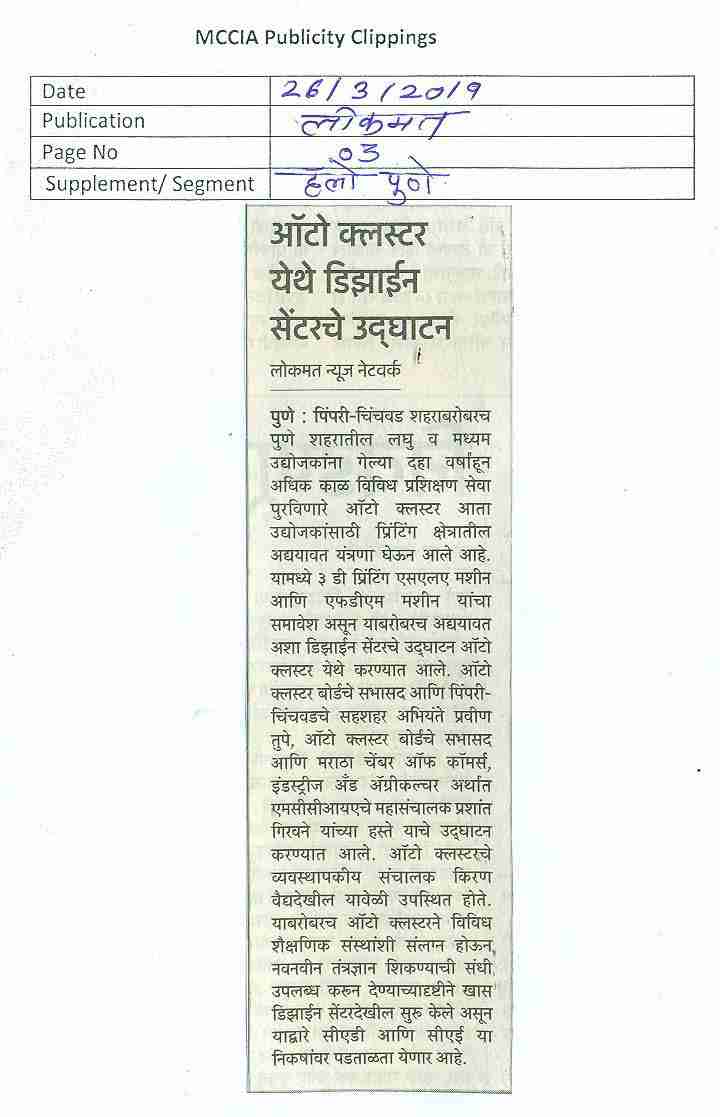 MCCIA Publicity Clippings
Date 26/3/2019
Publication लोकमत
Page No 03
Supplement/ Segment हॅलो पुणे
ऑटो क्लस्टर
येथे डिझाईन
सेंटरचे उद्घाटन
लोकमत न्यूज नेटवर्क
पुणे : पिंपरी-चिंचवड शहराबरोबरच
पुणे शहरातील लघु व मध्यम
उद्योजकांना गेल्या दहा वर्षांहून
अधिक काळ विविध प्रशिक्षण सेवा
पुरविणारे ऑटो क्लस्टर आता
उद्योजकांसाठी प्रिंटिंग क्षेत्रातील
अद्ययावत यंत्रणा घेऊन आले आहे.
यामध्ये ३ डी प्रिंटिंग एसएलए मशीन
आणि एफडीएम मशीन यांचा
समावेश असून याबरोबरच अद्ययावत
अशा डिझाईन सेंटरचे उद्घाटन ऑटो
क्लस्टर येथे करण्यात आले. ऑटो
क्लस्टर बोर्डचे सभासद आणि पिंपरी-
चिंचवडचे सहशहर अभियंते प्रवीण
तुपे, ऑटो क्लस्टर बोर्डचे सभासद
आणि मराठा चेंबर ऑफ कॉमर्स,
इंडस्ट्रीज अँड अ‍ॅग्रीकल्चर अर्थात
एमसीसीआयएचे महासंचालक प्रशांत
गिरबने यांच्या हस्ते याचे उद्घाटन
करण्यात आले. ऑटो क्लस्टरचे
व्यवस्थापकीय संचालक किरण
वैद्यदेखील यावेळी उपस्थित होते.
याबरोबरच ऑटो क्लस्टरने विविध
शैक्षणिक संस्थांशी संलग्न होऊन,
नवनवीन तंत्रज्ञान शिकण्याची संधी
उपलब्ध करून देण्याच्यादृष्टीने खास
डिझाईन सेंटरदेखील सुरु केले असून
याद्वारे सीएडी आणि सीएई या
निकषांवर पडताळता येणार आहे.